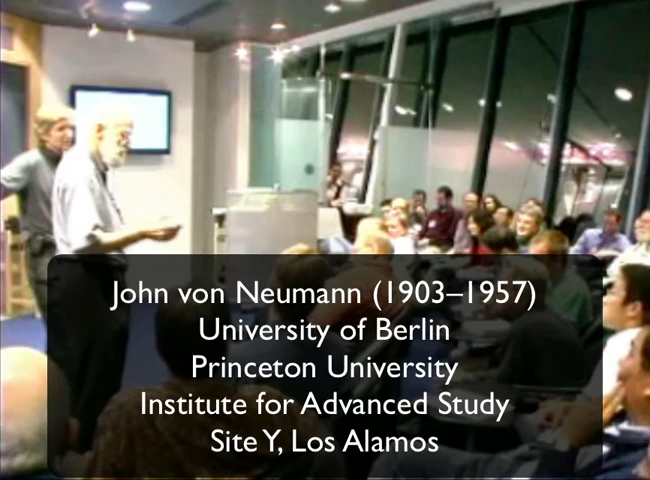 John von Neumann (1903–1957)
University of Berlin
Princeton University
Institute for Advanced Study
Site Y, Los Alamos